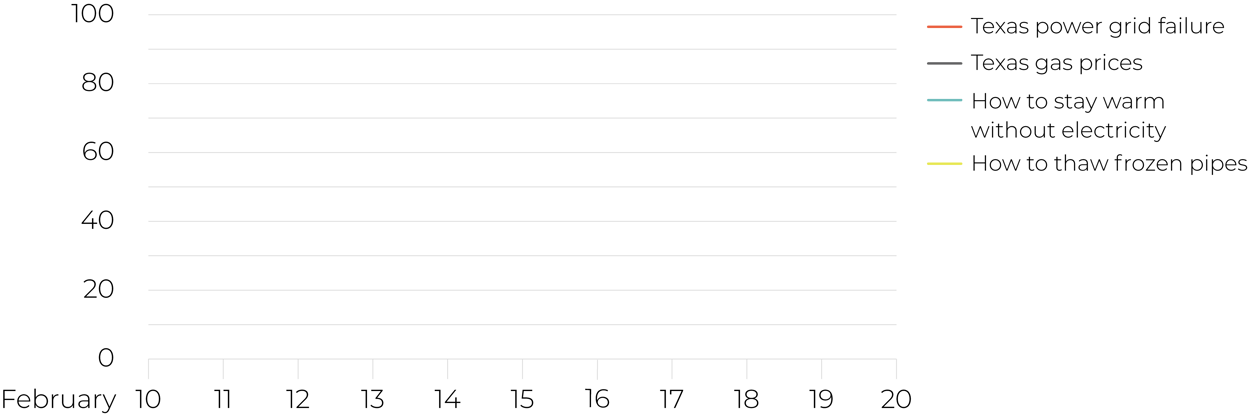 100
80
60
40
20
0
February 10 11 12 13 14 15 16 17 18 19 20
Texas power grid failure
Texas gas prices
How to stay warm
without electricity
How to thaw frozen pipes